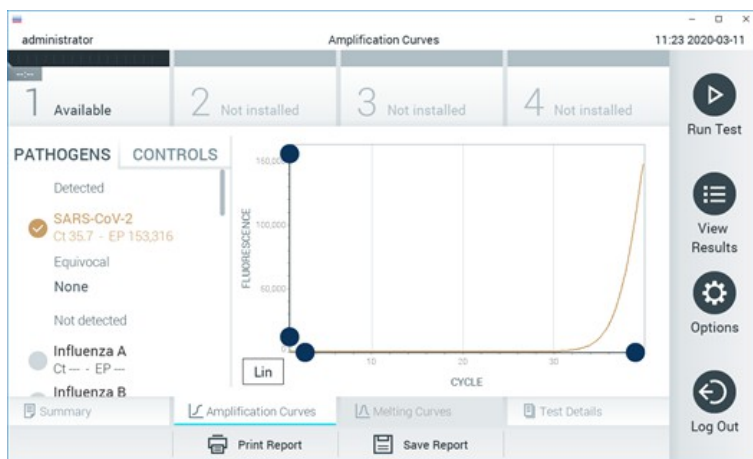 administrator
Amplification Curves
11:23 2020-03-11
--:--
1 Available
2 Not installed
3 Not installed
4 Not installed
Run Test
PATHOGENS
CONTROLS
Detected
SARS-CoV-2
Ct 35.7 - EP 153,316
Equivocal
None
Not detected
Influenza A
Ct --- - EP ---
Influenza B
FLUORESCENCE
160,000
100,000
50,000
0
10
20
30
CYCLE
Lin
View
Results
Options
Log Out
Summary
Amplification Curves
Melting Curves
Test Details
Print Report
Save Report